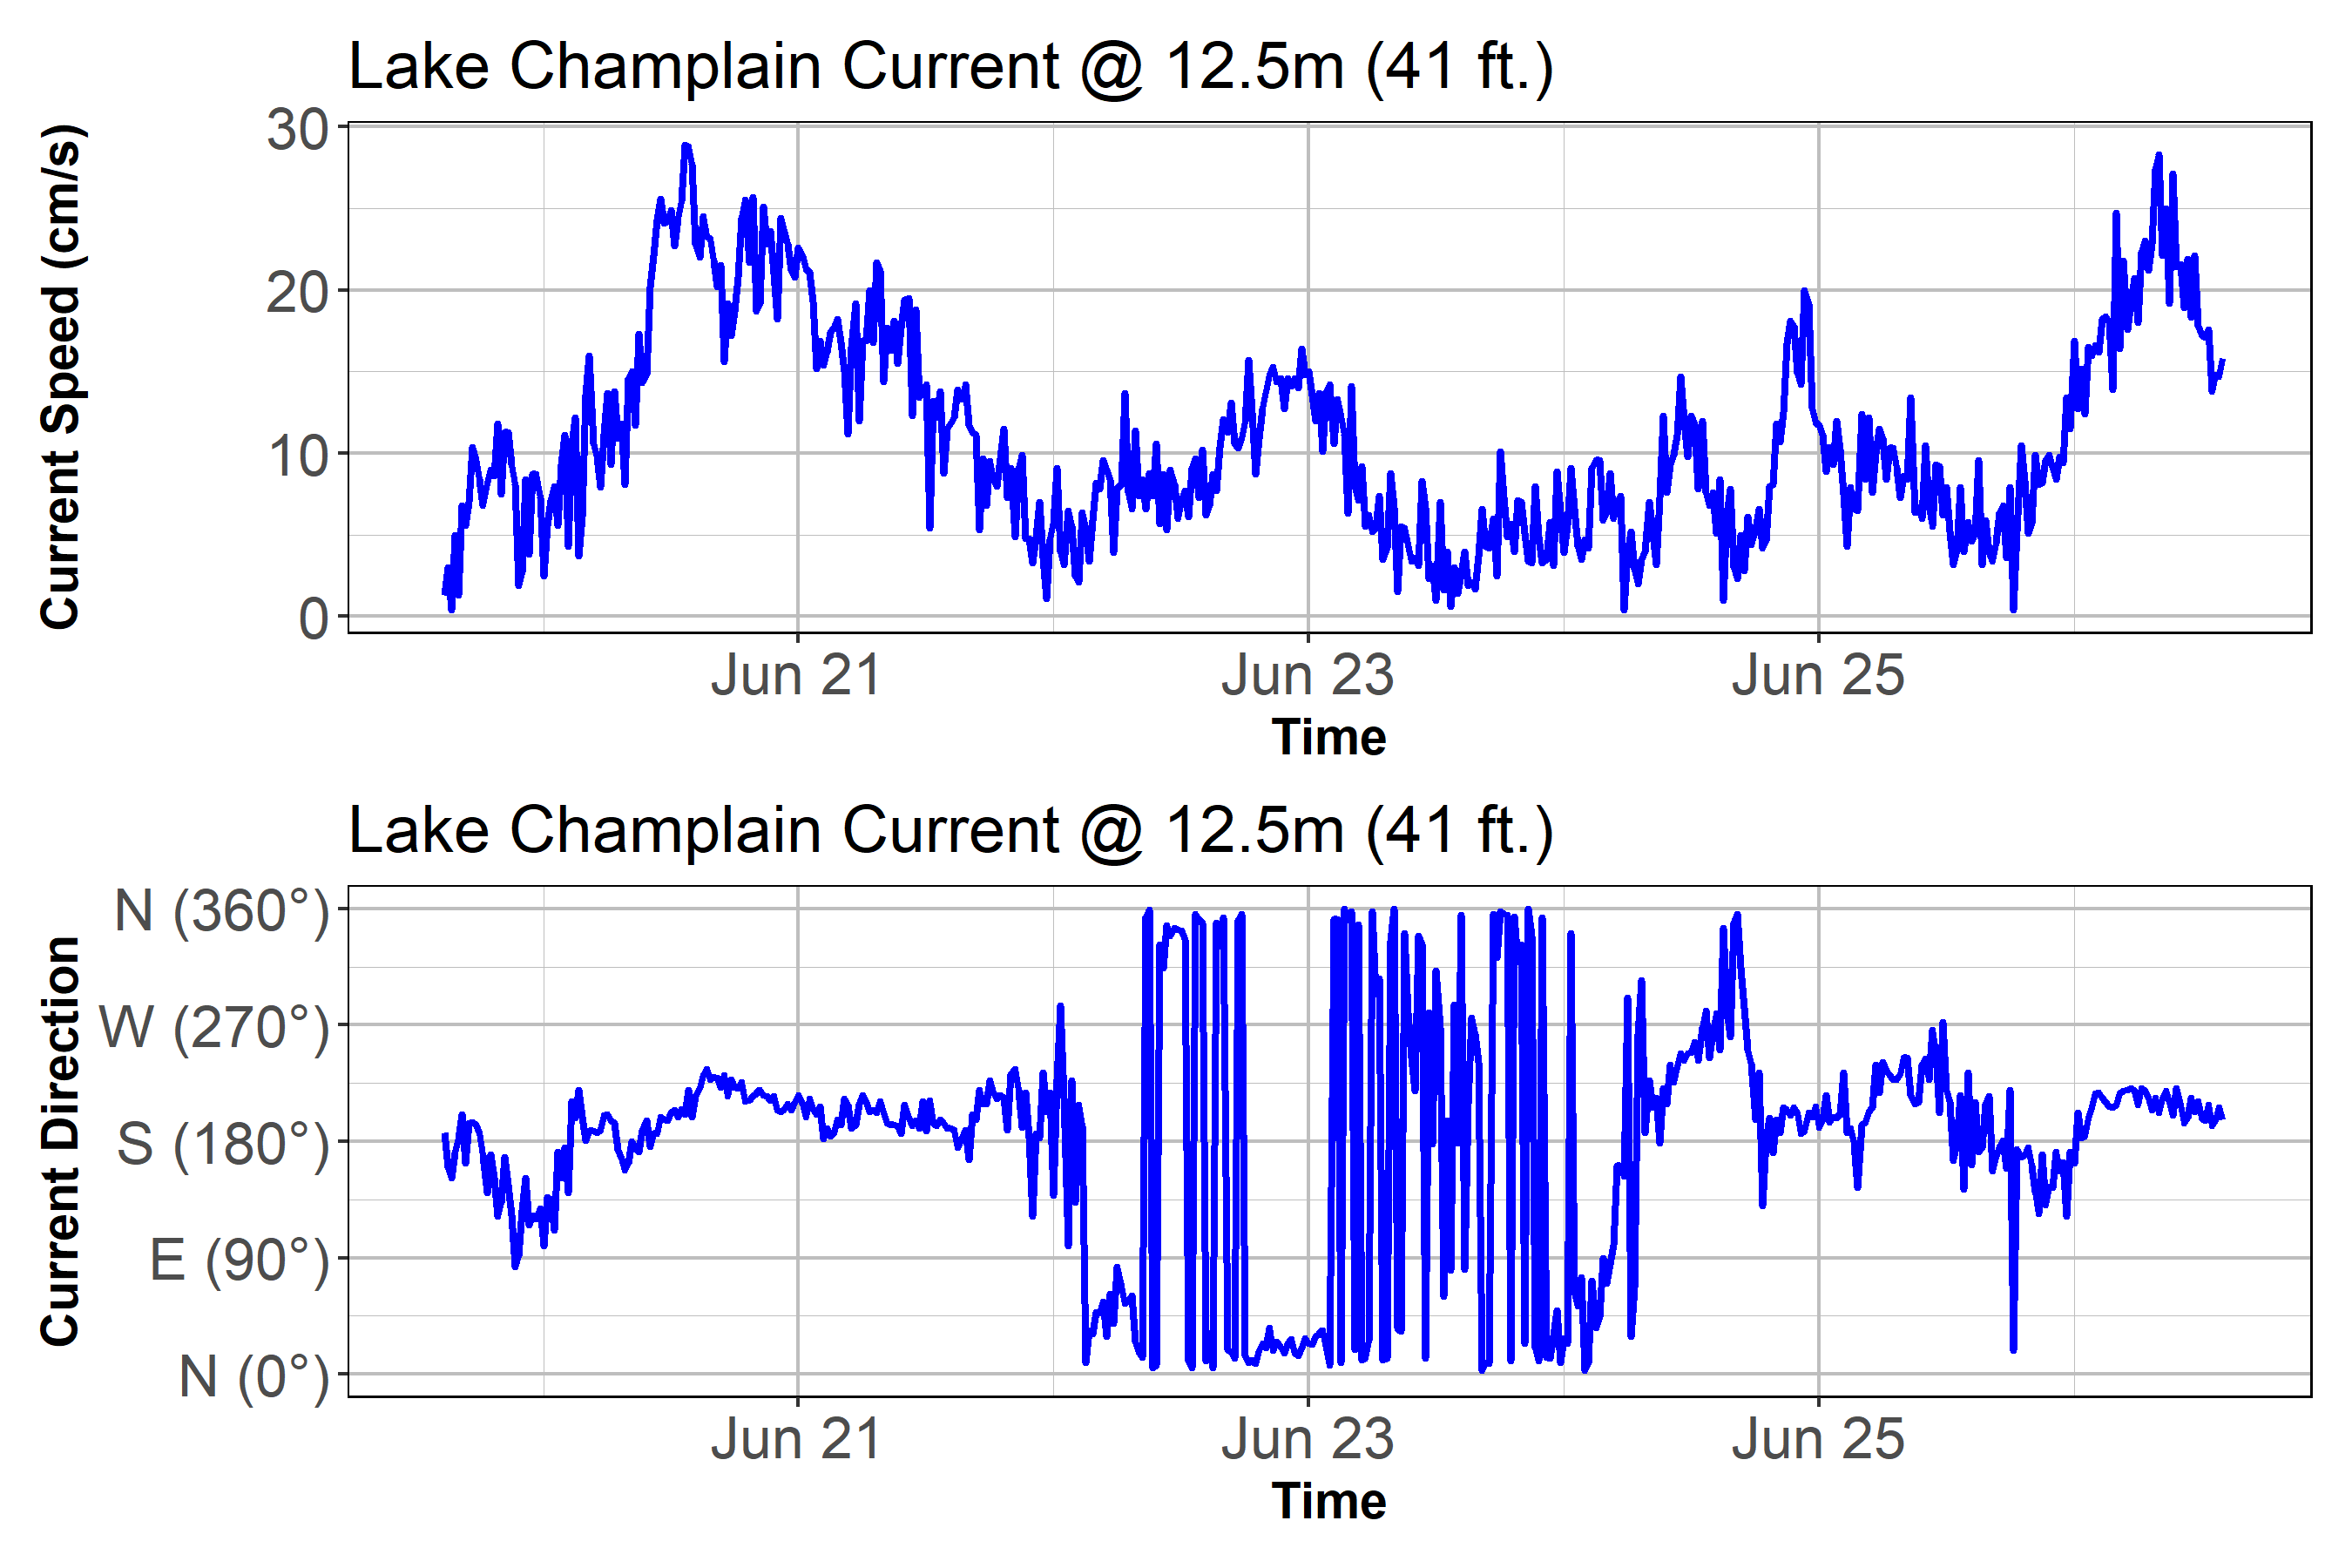 Lake Champlain Current @ 12.5m (41 ft.)
Current Speed (cm/s)
30
20
10
0
Jun 21 Jun 23 Jun 25
Time
Lake Champlain Current @ 12.5m (41 ft.)
Current Direction
N (360°)
W (270°)
S (180°)
E (90°)
N (0°)
Jun 21 Jun 23 Jun 25
Time